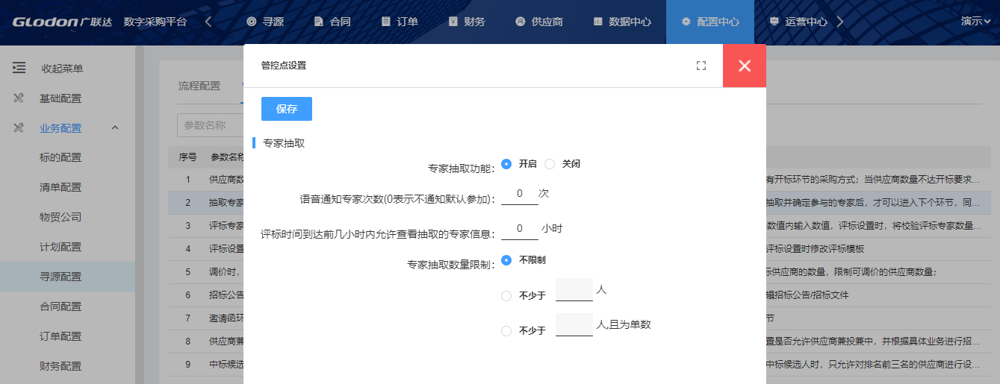 GLODON广联达 数字采购平台 寻源 合同 订单 财务 供应商 数据中心 配置中心 运营中心 演示
收起菜单
基础配置
业务配置
标的配置
清单配置
物贸公司
计划配置
寻源配置
合同配置
订单配置
财务配置
流程配置
参数名称
序号 参数名称
1 供应商数 有开标环节的采购方式；当供应商数量不达开标要求...
2 抽取专家 抽取并确定参与的专家后，才可以进入下个环节，同...
3 评标专家 数值内输入数值，评标设置时，将校验评标专家数量...
4 评标设置 评标设置时修改评标模板
5 调价时， 供应商的数量，限制可调价的供应商数量；
6 招标公告 辑招标公告/招标文件
7 邀请函环 节
8 供应商兼 置是否允许供应商兼投兼中，并根据具体业务进行招...
9 中标候选 中标候选人时，只允许对排名前三名的供应商进行设...
管控点设置
保存
专家抽取
专家抽取功能： 开启 关闭
语音通知专家次数(0表示不通知默认参加)： 0 次
评标时间到达前几小时内允许查看抽取的专家信息： 0 小时
专家抽取数量限制： 不限制
不少于 人
不少于 人,且为单数